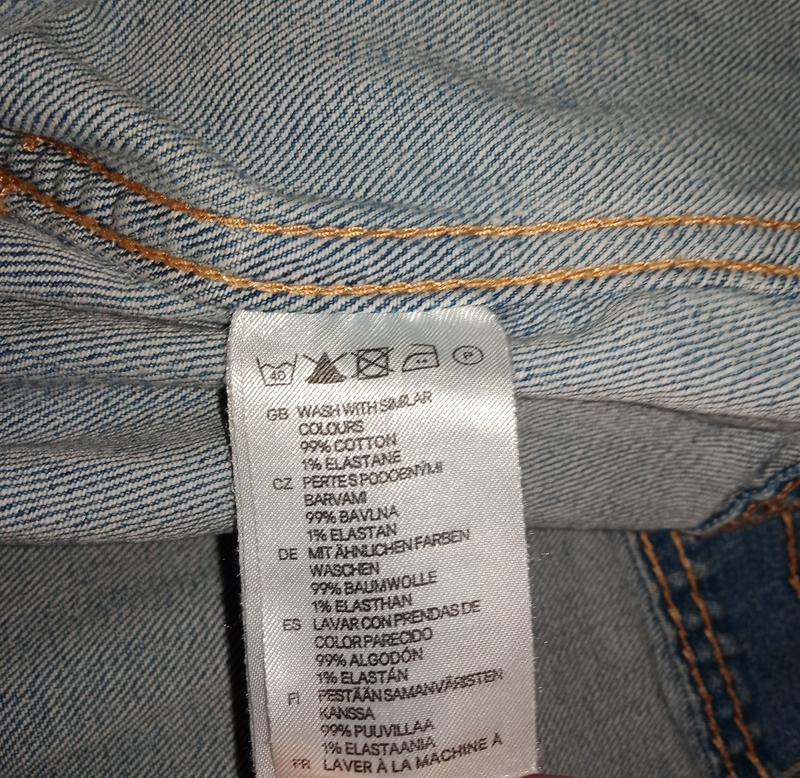 40 P
GB WASH WITH SIMILAR
COLOURS
99% COTTON
1% ELASTANE
CZ PERTE S PODOBNÝMI
BARVAMI
99% BAVLNA
1% ELASTAN
DE MIT ÄHNLICHEN FARBEN
WASCHEN
99% BAUMWOLLE
1% ELASTHAN
ES LAVAR CON PRENDAS DE
COLOR PARECIDO
99% ALGODÓN
1% ELASTÁN
FI PESTÄÄN SAMANVÄRISTEN
KANSSA
99% PUUVILLAA
1% ELASTAANIA
FR LAVER À LA MACHINE À